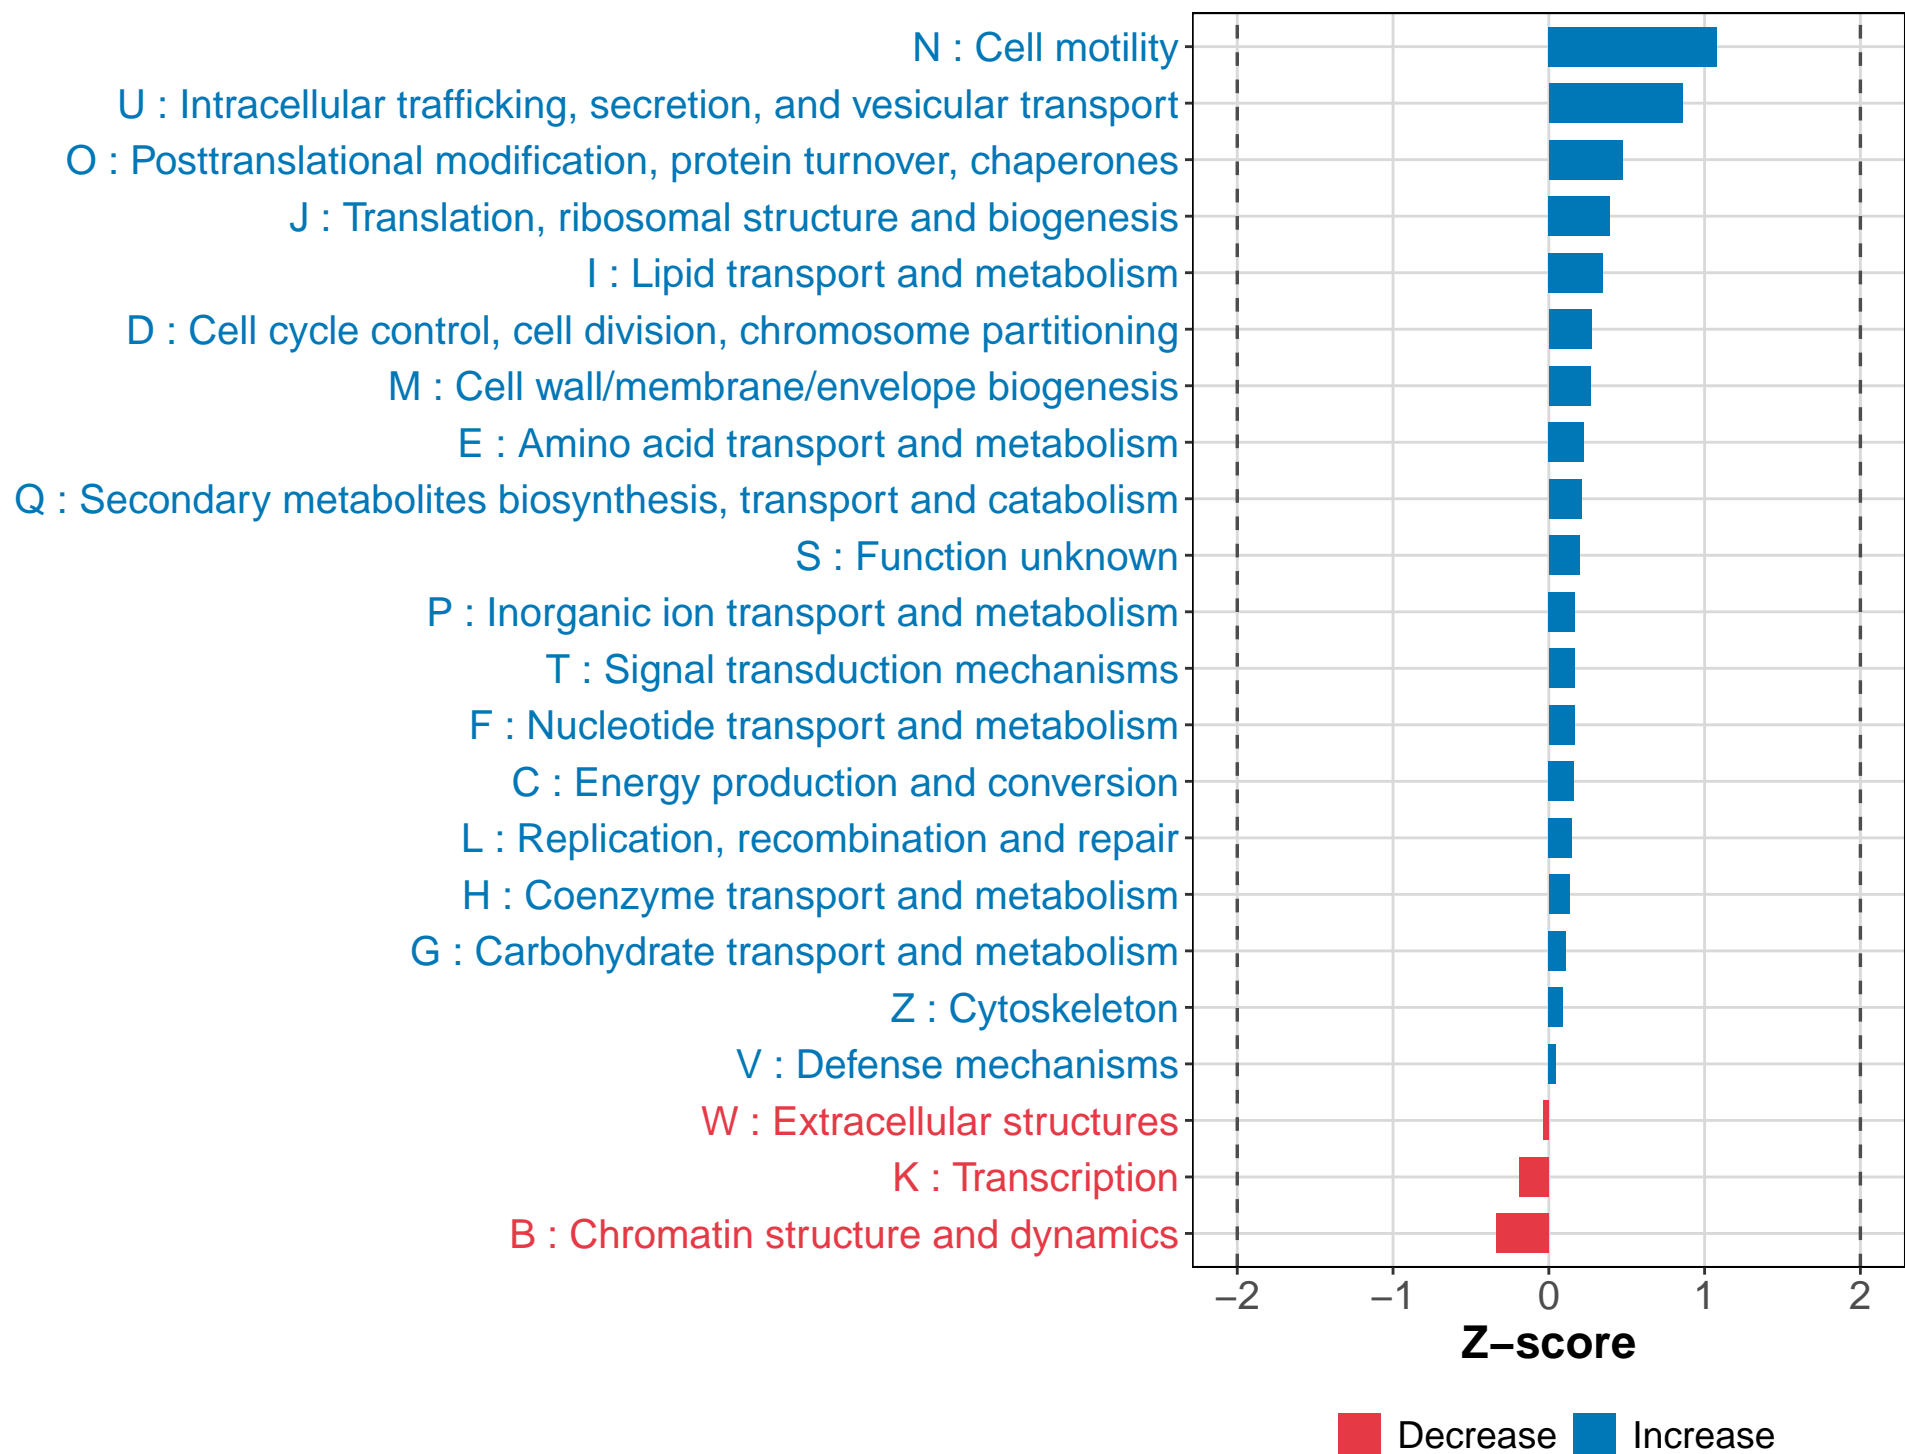 N : Cell motility
U : Intracellular trafficking, secretion, and vesicular transport
O : Posttranslational modification, protein turnover, chaperones
J : Translation, ribosomal structure and biogenesis
I : Lipid transport and metabolism
D : Cell cycle control, cell division, chromosome partitioning
M : Cell wall/membrane/envelope biogenesis
E : Amino acid transport and metabolism
Q : Secondary metabolites biosynthesis, transport and catabolism
S : Function unknown
P : Inorganic ion transport and metabolism
T : Signal transduction mechanisms
F : Nucleotide transport and metabolism
C : Energy production and conversion
L : Replication, recombination and repair
H : Coenzyme transport and metabolism
G : Carbohydrate transport and metabolism
Z : Cytoskeleton
V : Defense mechanisms
W : Extracellular structures
K : Transcription
B : Chromatin structure and dynamics
−2 −1 0 1 2
Z−score
Decrease Increase